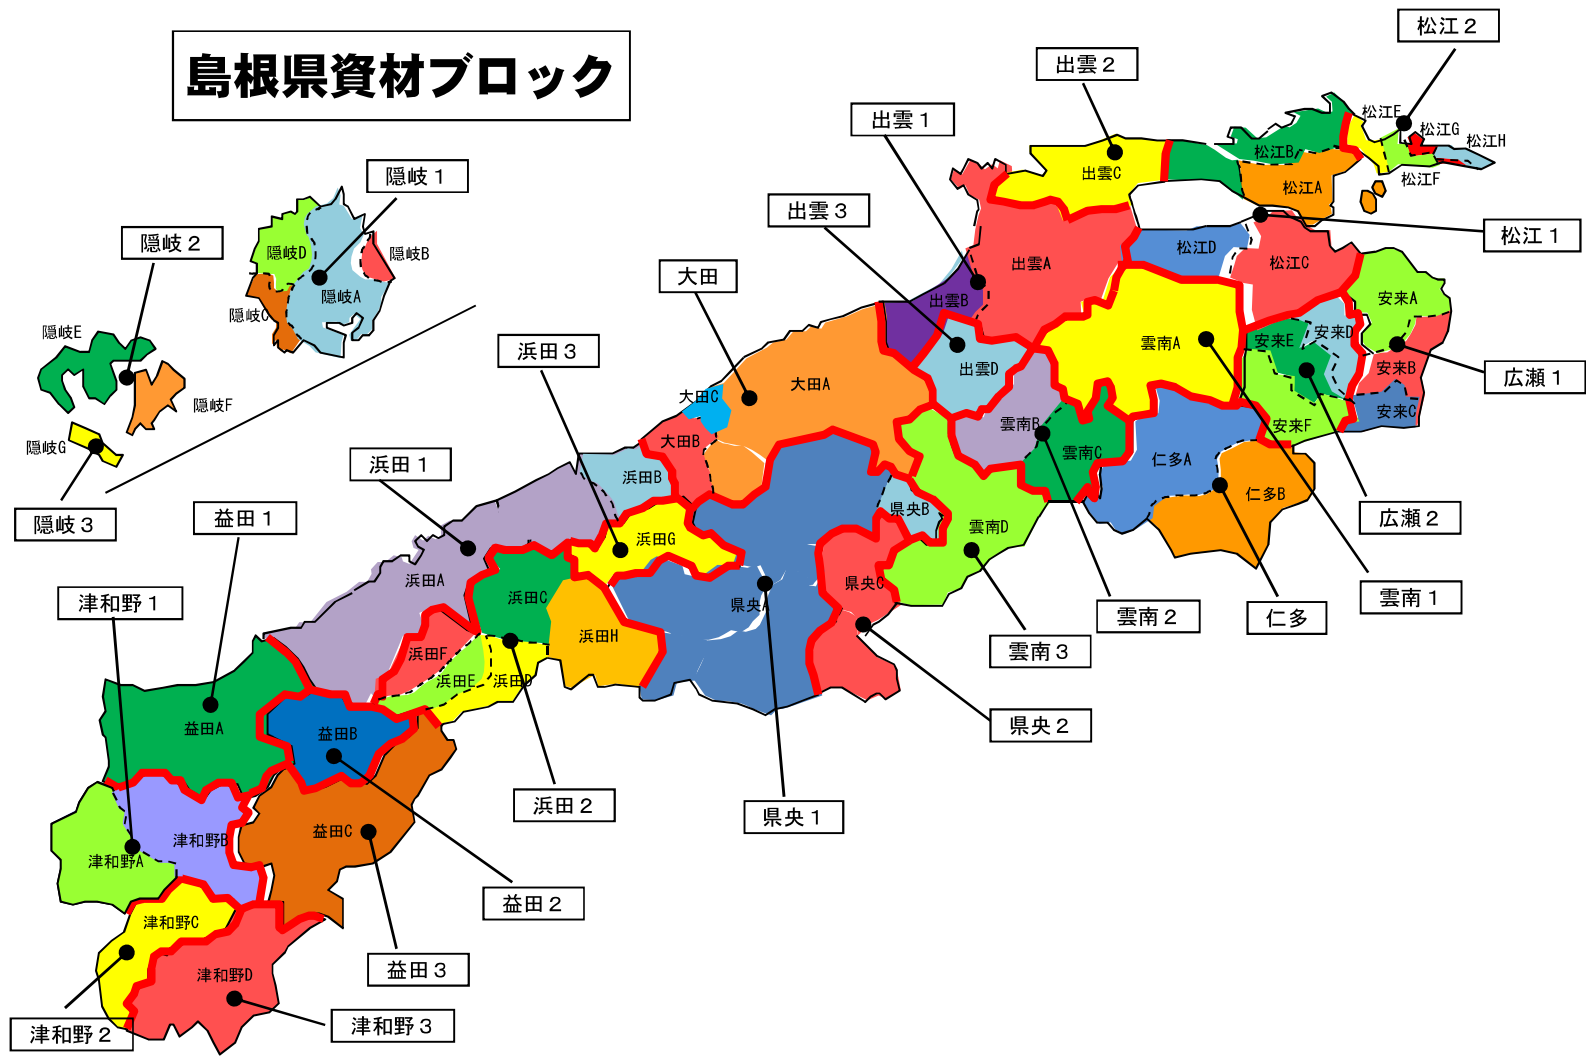 島根県資材ブロック
松江２
出雲２
出雲１
松江E
松江G
松江H
松江B
松江F
出雲C
松江A
隠岐１
出雲３
隠岐２
松江１
隠岐D
隠岐B
松江D
出雲A
松江C
大田
隠岐A
出雲B
安来A
隠岐C
隠岐E
安来D
安来E
雲南A
浜田３
出雲D
安来B
広瀬１
大田A
大田C
隠岐F
安来C
雲南B
安来F
大田B
隠岐G
雲南C
仁多A
浜田１
浜田B
仁多B
県央B
益田１
広瀬２
隠岐３
雲南D
浜田G
浜田A
県央C
浜田C
雲南１
津和野１
県央A
雲南２
仁多
浜田H
雲南３
浜田F
浜田E
浜田D
県央２
益田A
益田B
浜田２
県央１
益田C
津和野B
津和野A
益田２
津和野C
益田３
津和野D
津和野３
津和野２